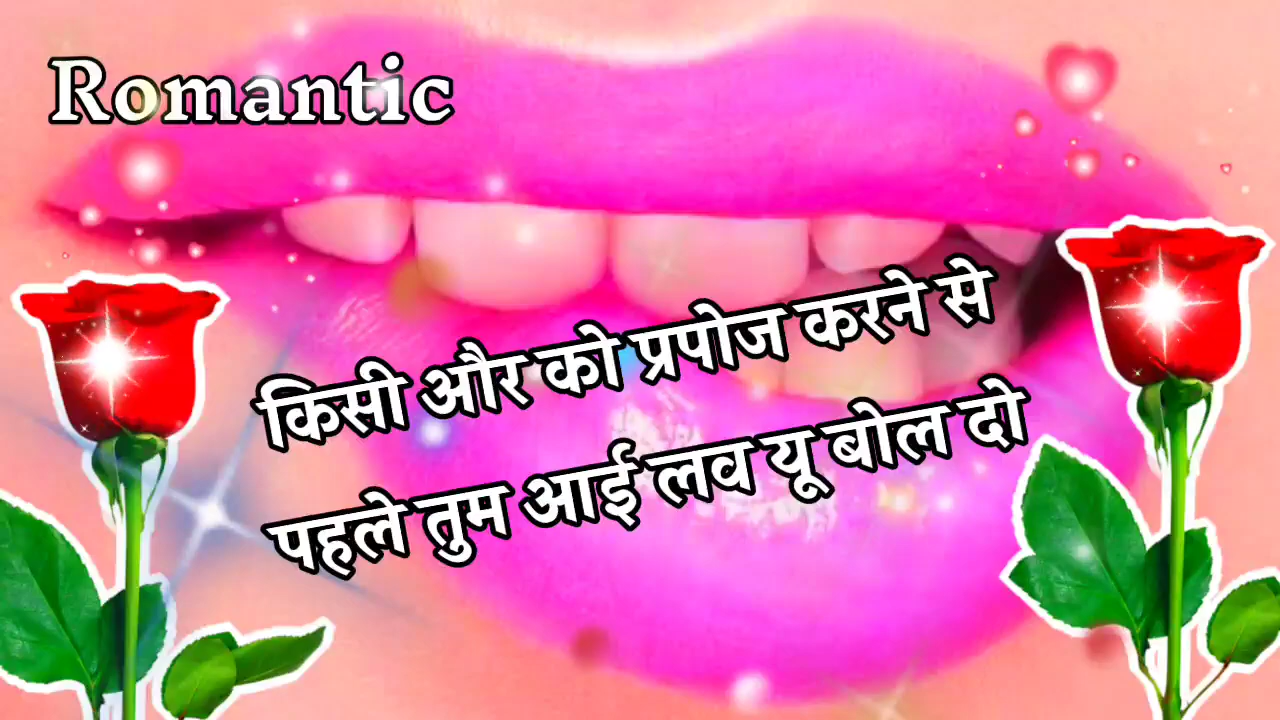 Romantic
किसी और को प्रपोज करने से
पहले तुम आई लव यू बोल दो